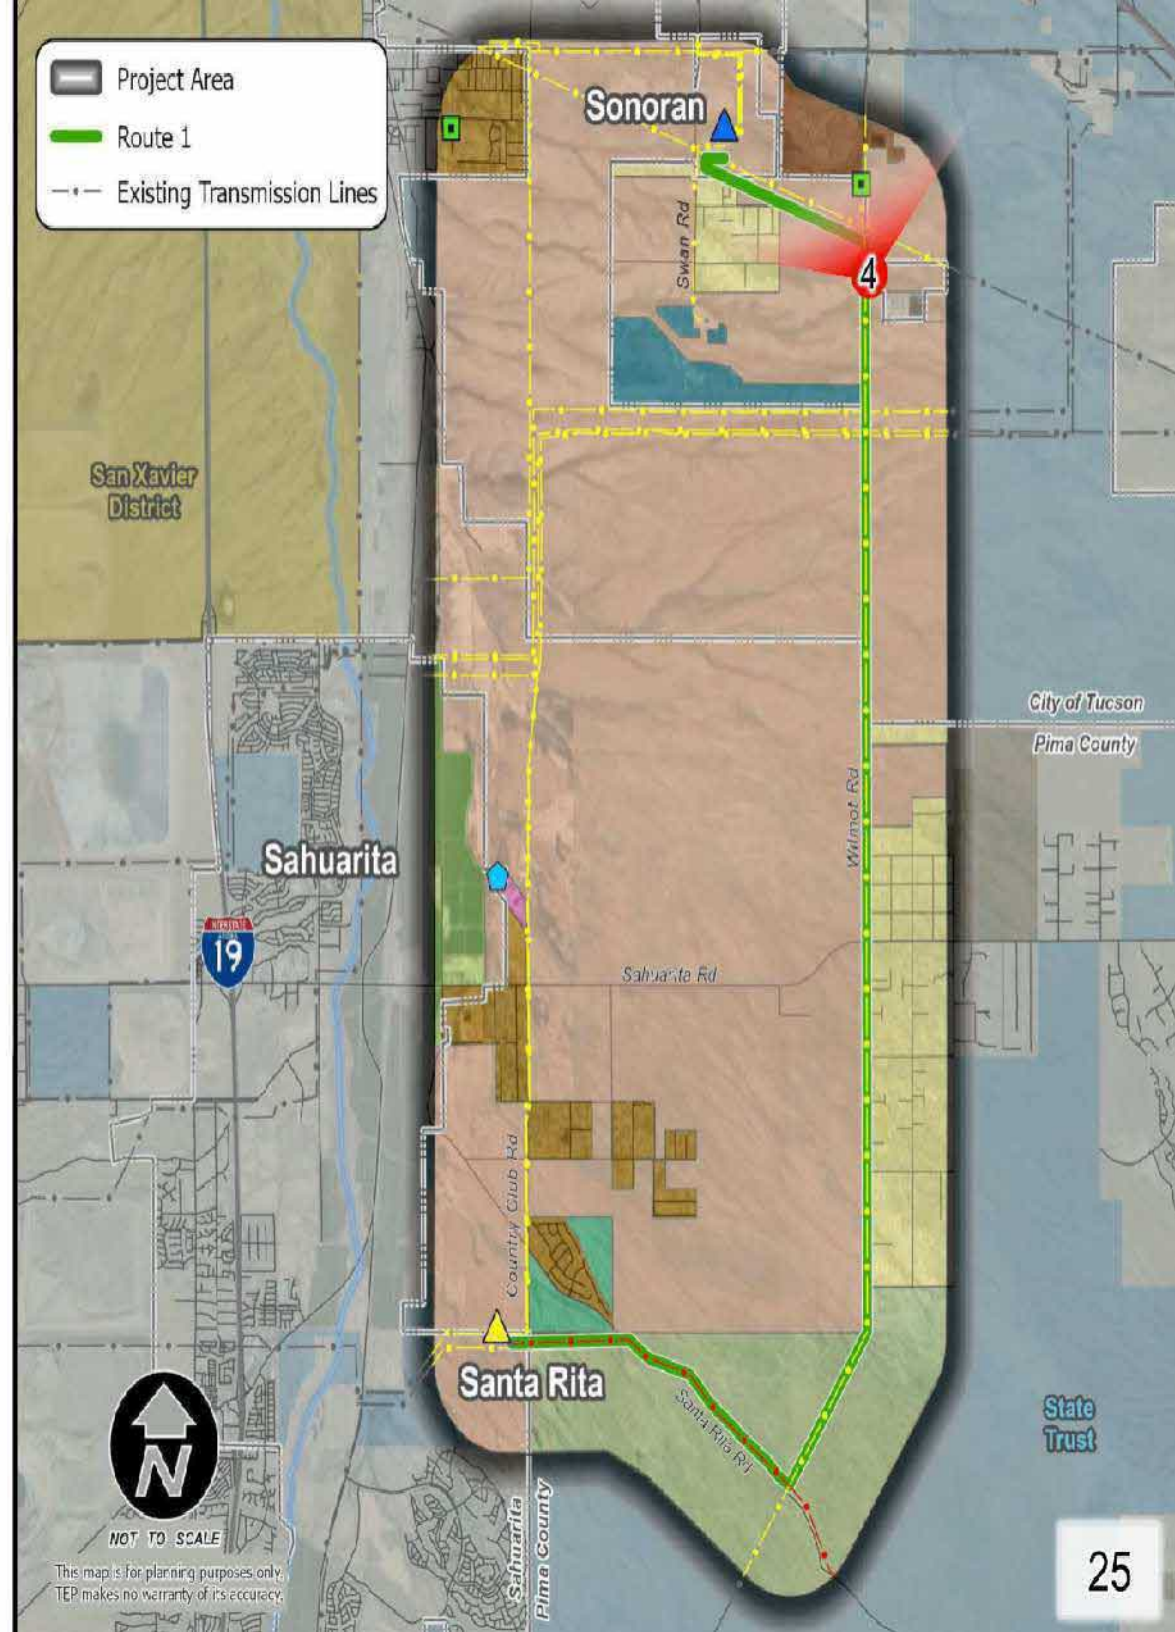 Project Area
Route 1
Existing Transmission Lines
Sonoran
Swan Rd
4
San Xavier
District
City of Tucson
Pima County
Wilmot Rd
Sahuarita
INTERSTATE
19
Sahuarita Rd
Country Club Rd
Santa Rita
Santa Rita Rd
State
Trust
N
NOT TO SCALE
This map is for planning purposes only.
TEP makes no warranty of its accuracy.
Sahuarita
Pima County
25